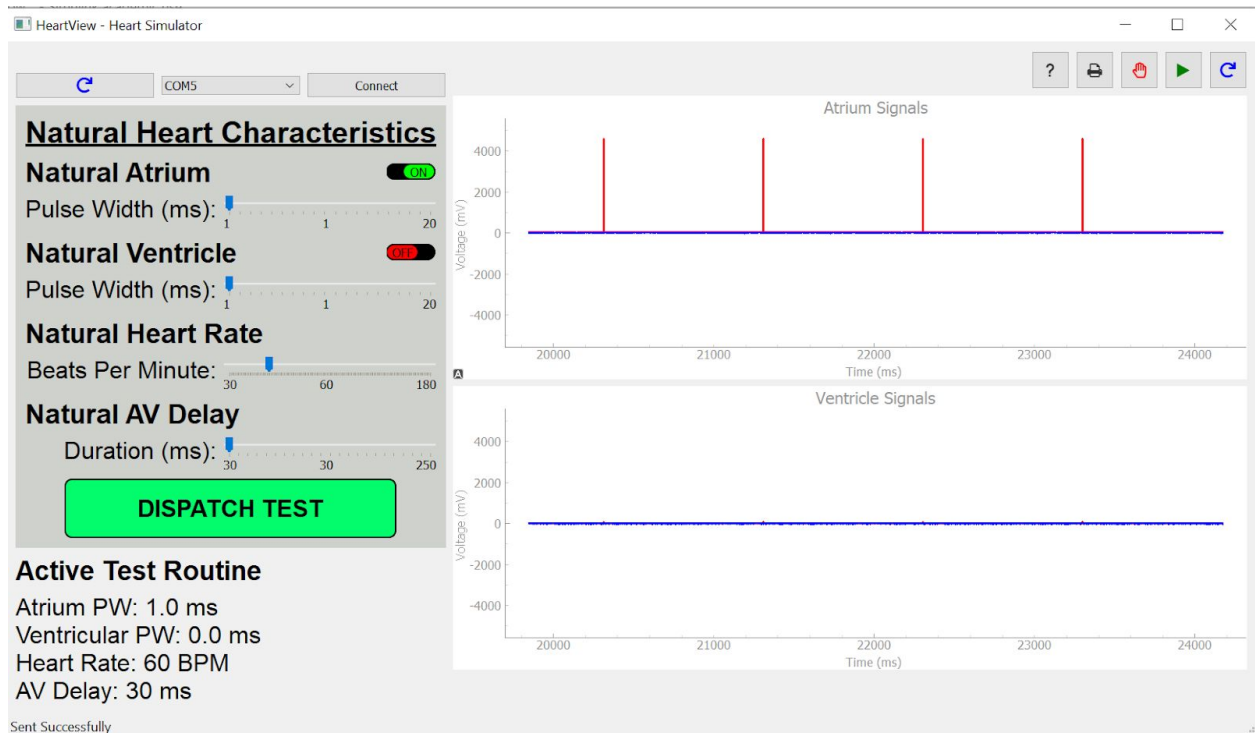 HeartView - Heart Simulator
COM5
Connect
?
Natural Heart Characteristics
Natural Atrium
ON
Pulse Width (ms):
1 1 20
Natural Ventricle
OFF
Pulse Width (ms):
1 1 20
Natural Heart Rate
Beats Per Minute:
30 60 180
Natural AV Delay
Duration (ms):
30 30 250
DISPATCH TEST
Active Test Routine
Atrium PW: 1.0 ms
Ventricular PW: 0.0 ms
Heart Rate: 60 BPM
AV Delay: 30 ms
Sent Successfully
Atrium Signals
Voltage (mV)
4000
2000
0
-2000
-4000
20000 21000 22000 23000 24000
Time (ms)
A
Ventricle Signals
Voltage (mV)
4000
2000
0
-2000
-4000
20000 21000 22000 23000 24000
Time (ms)